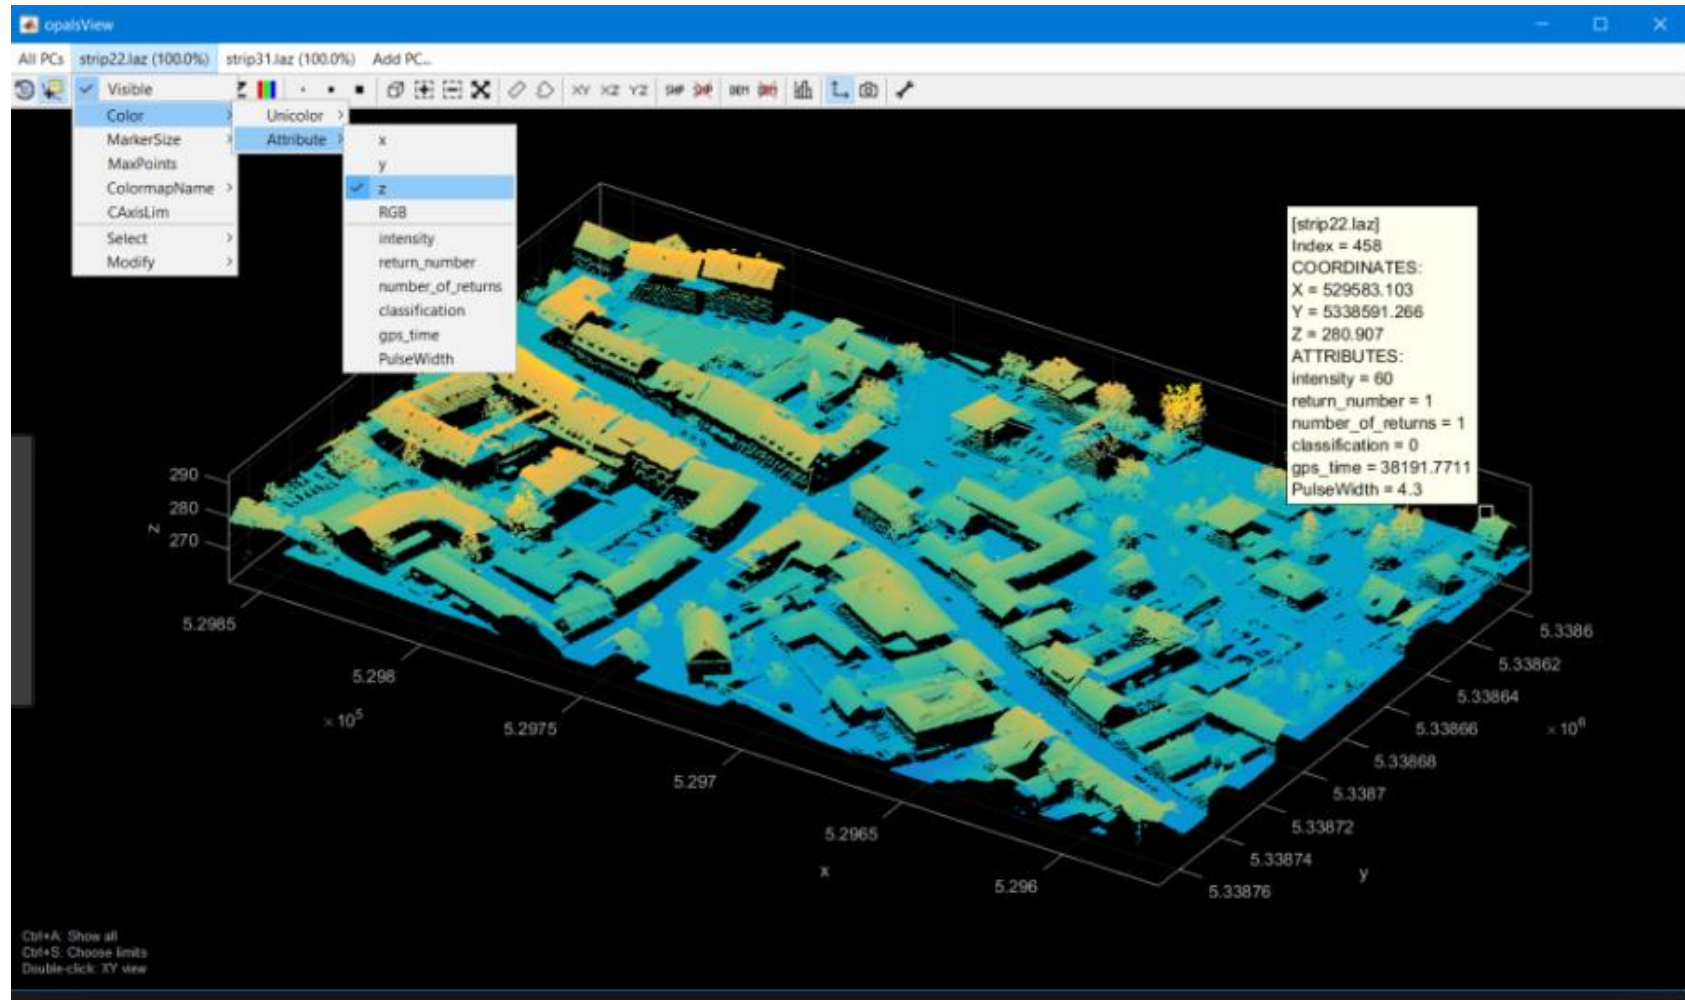 opalsView
All PCs strip22.laz (100.0%) strip31.laz (100.0%) Add PC...
Visible
XY XZ YZ SHP SHP DEM DEM
Color
Unicolor
MarkerSize
Attribute
x
MaxPoints
y
ColormapName
z
CAxisLim
RGB
Select
intensity
Modify
return_number
number_of_returns
classification
gps_time
PulseWidth
[strip22.laz]
Index = 458
COORDINATES:
X = 529583.103
Y = 5338591.266
Z = 280.907
ATTRIBUTES:
intensity = 60
return_number = 1
number_of_returns = 1
classification = 0
gps_time = 38191.7711
PulseWidth = 4.3
290
280
z
270
5.2985
5.298
× 10⁵
5.2975
5.297
5.2965
x
5.296
5.3386
5.33862
5.33864
5.33866
× 10⁶
5.33868
5.3387
5.33872
5.33874
y
5.33876
Ctrl+A: Show all
Ctrl+S: Choose limits
Double-click: XY view